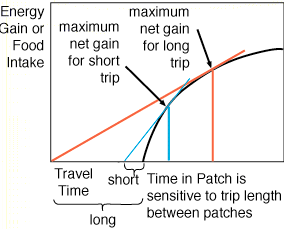 Energy
Gain or
Food
Intake
maximum
net gain
for short
trip
maximum
net gain
for long
trip
Travel
Time
short
long
Time in Patch is
sensitive to trip length
between patches